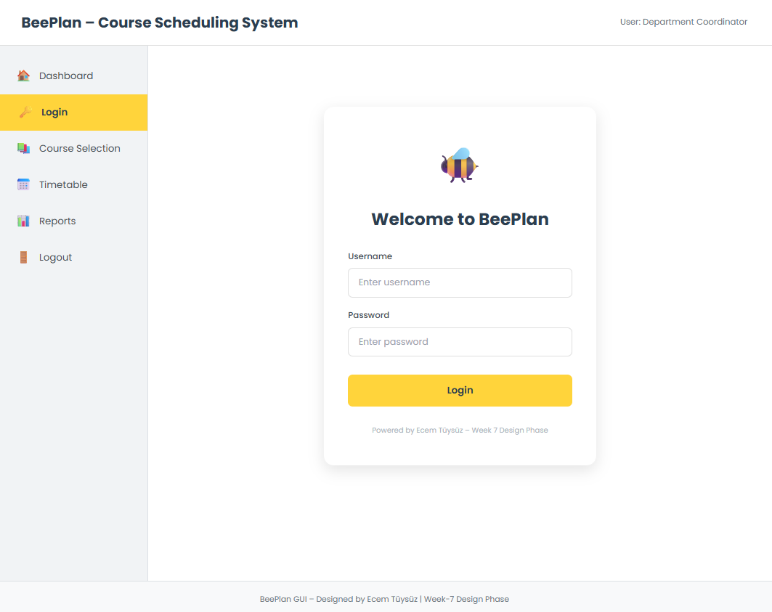 BeePlan – Course Scheduling System
User: Department Coordinator
Dashboard
Login
Course Selection
Timetable
Reports
Logout
Welcome to BeePlan
Username
Enter username
Password
Enter password
Login
Powered by Ecem Tüysüz – Week 7 Design Phase
BeePlan GUI – Designed by Ecem Tüysüz | Week-7 Design Phase